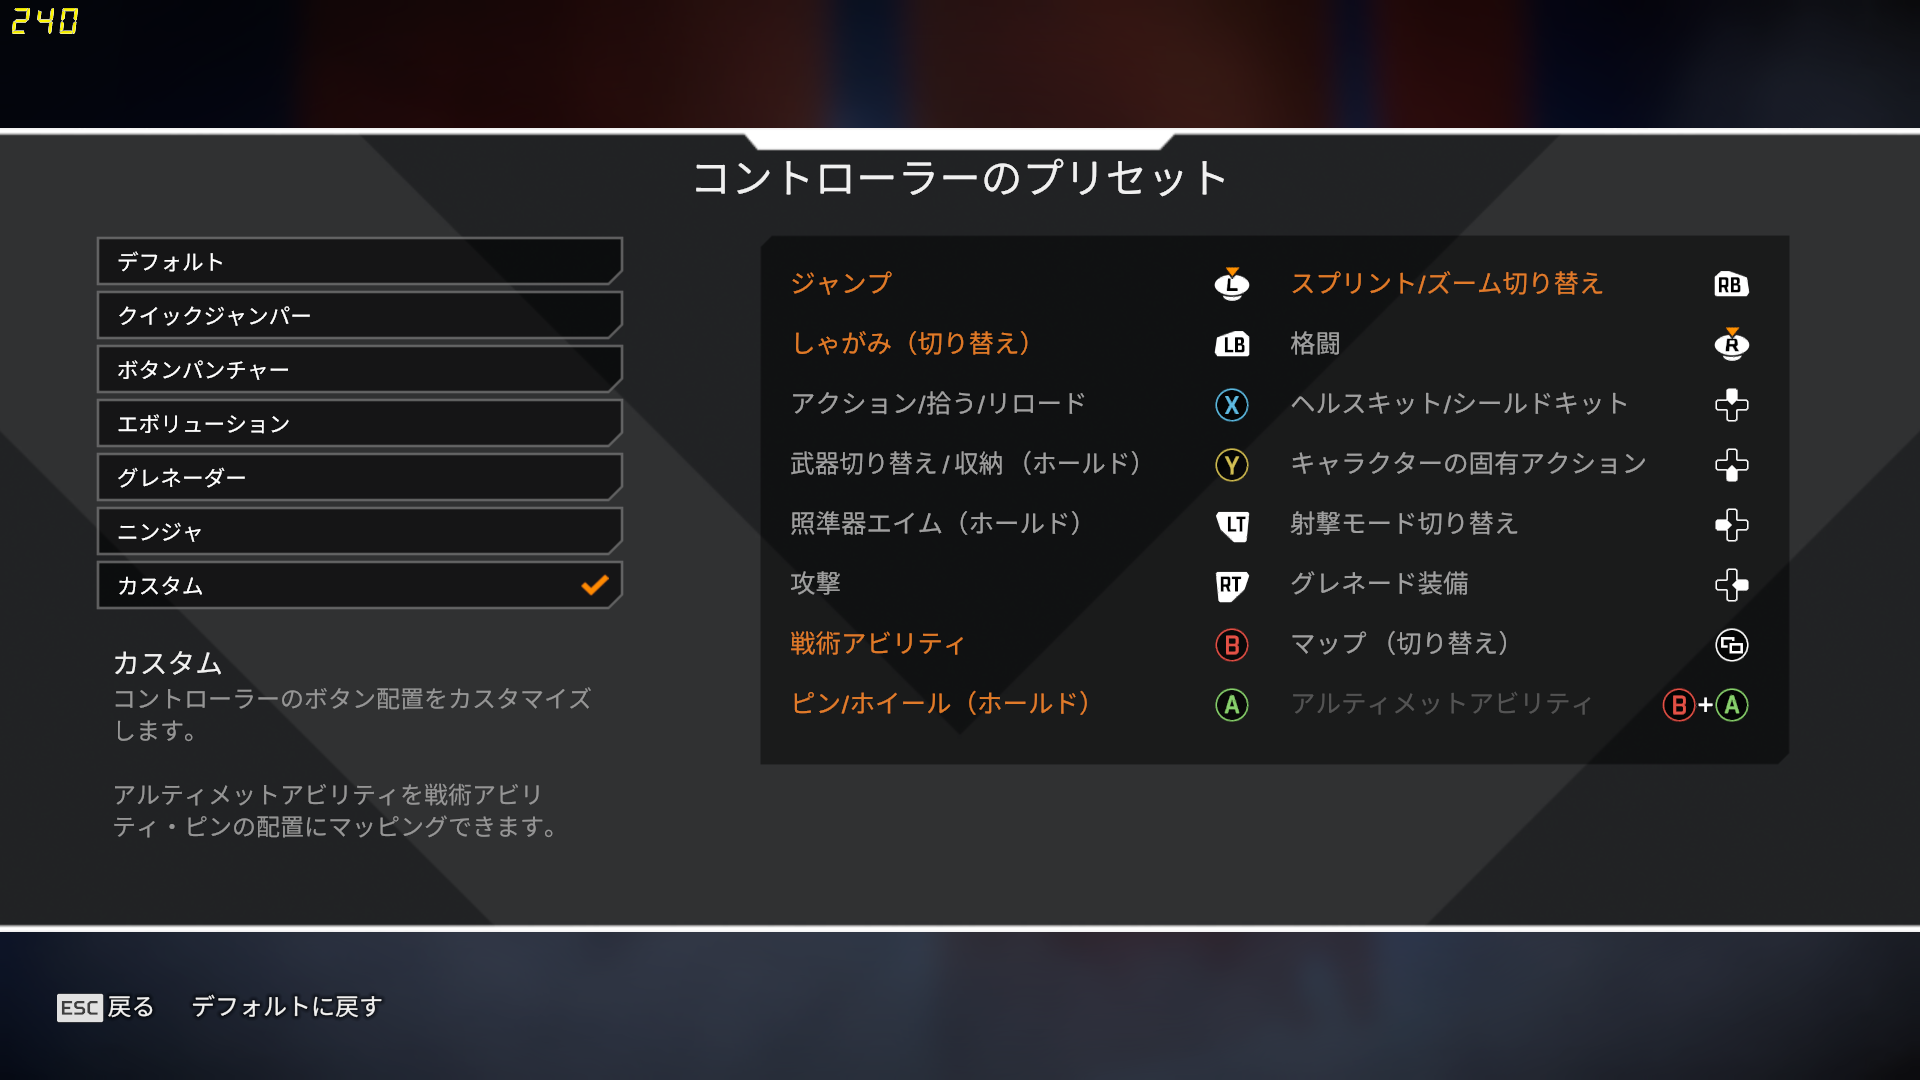 240
コントローラーのプリセット
デフォルト
クイックジャンパー
ボタンパンチャー
エボリューション
グレネーダー
ニンジャ
カスタム
カスタム
コントローラーのボタン配置をカスタマイズ
します。
アルティメットアビリティを戦術アビリ
ティ・ピンの配置にマッピングできます。
ジャンプ L
しゃがみ（切り替え） LB
アクション/拾う/リロード X
武器切り替え/収納 （ホールド） Y
照準器エイム（ホールド） LT
攻撃 RT
戦術アビリティ B
ピン/ホイール（ホールド） A
スプリント/ズーム切り替え RB
格闘 R
ヘルスキット/シールドキット
キャラクターの固有アクション
射撃モード切り替え
グレネード装備
マップ （切り替え）
アルティメットアビリティ B+A
ESC 戻る デフォルトに戻す